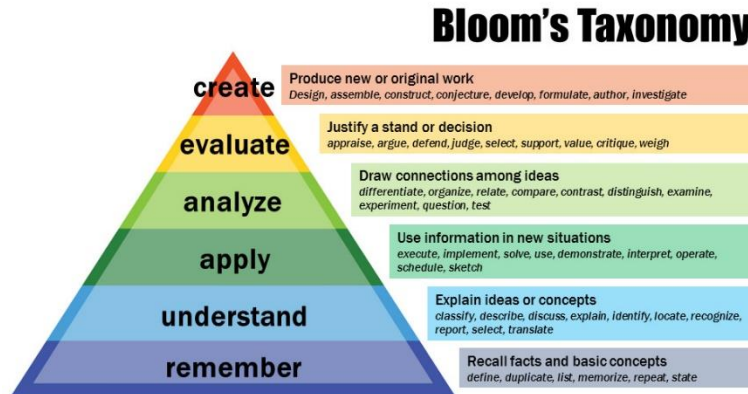 Bloom's Taxonomy
create
Produce new or original work
Design, assemble, construct, conjecture, develop, formulate, author, investigate
evaluate
Justify a stand or decision
appraise, argue, defend, judge, select, support, value, critique, weigh
analyze
Draw connections among ideas
differentiate, organize, relate, compare, contrast, distinguish, examine,
experiment, question, test
apply
Use information in new situations
execute, implement, solve, use, demonstrate, interpret, operate,
schedule, sketch
understand
Explain ideas or concepts
classify, describe, discuss, explain, identify, locate, recognize,
report, select, translate
remember
Recall facts and basic concepts
define, duplicate, list, memorize, repeat, state